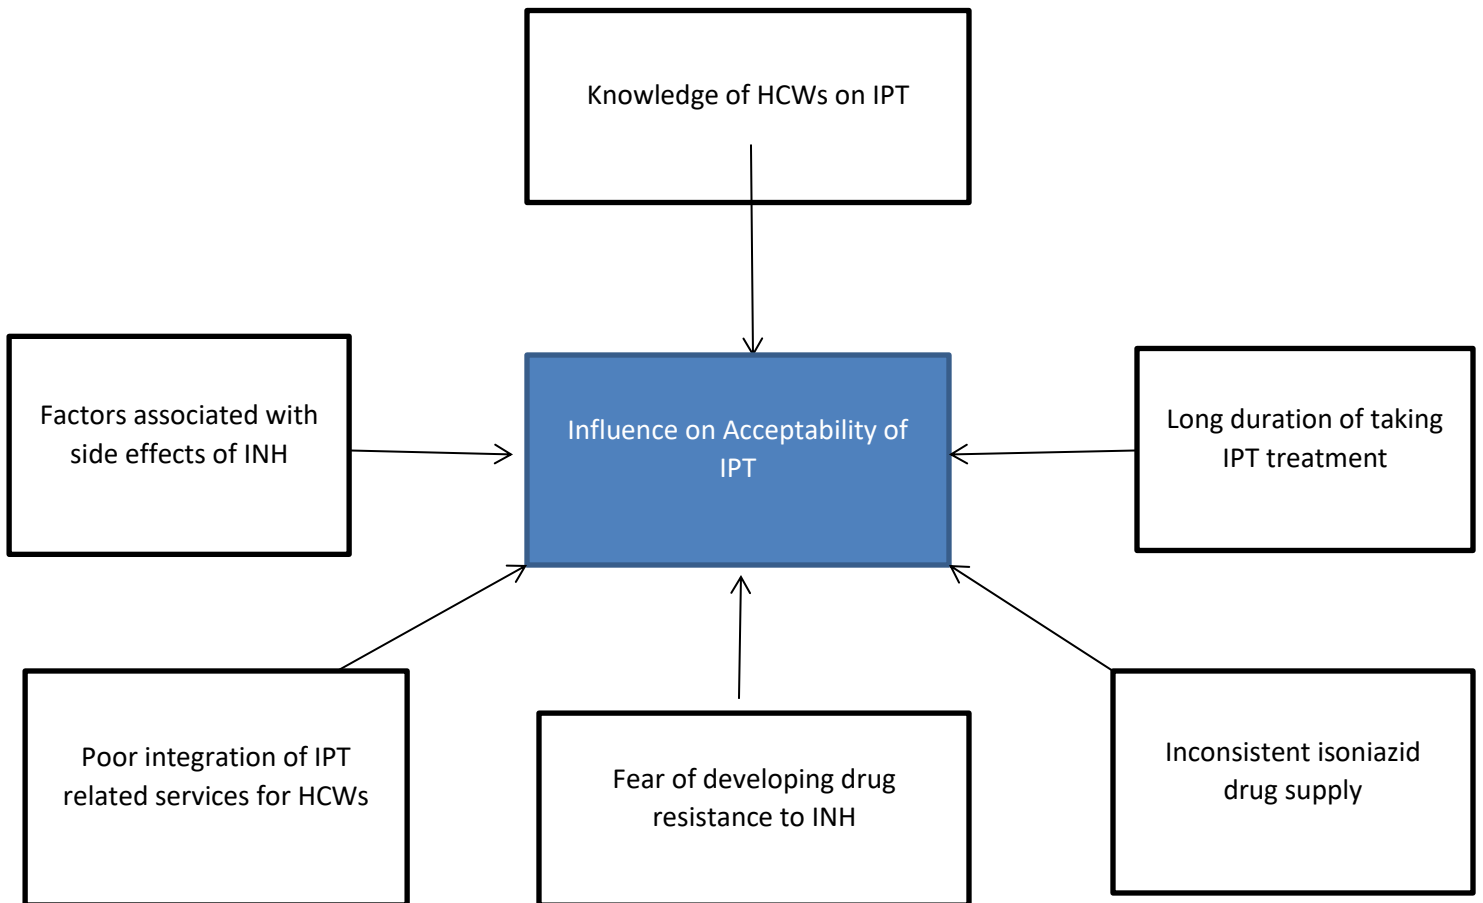 Knowledge of HCWs on IPT
Factors associated with
side effects of INH
Influence on Acceptability of
IPT
Long duration of taking
IPT treatment
Poor integration of IPT
related services for HCWs
Fear of developing drug
resistance to INH
Inconsistent isoniazid
drug supply